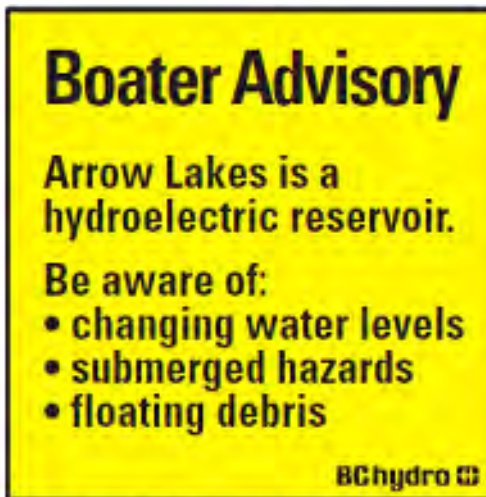 Boater Advisory
Arrow Lakes is a
hydroelectric reservoir.
Be aware of:
• changing water levels
• submerged hazards
• floating debris
BChydro